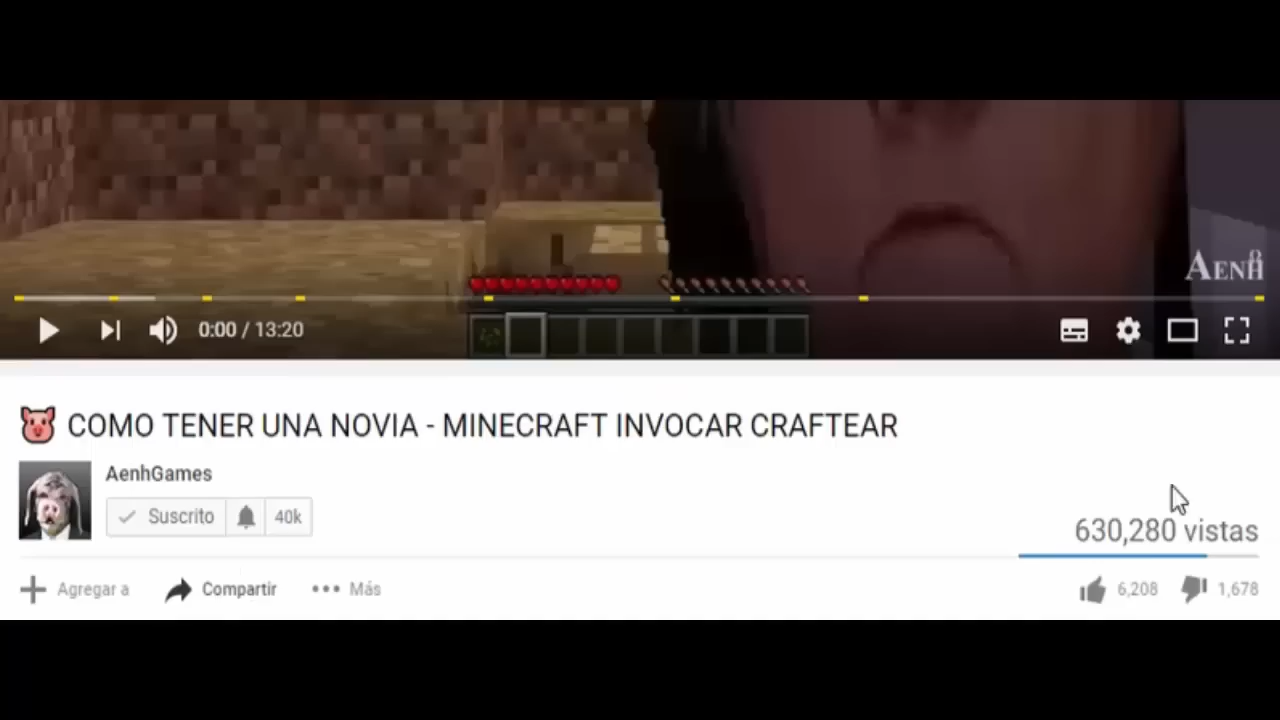 AENH
0:00 / 13:20
COMO TENER UNA NOVIA - MINECRAFT INVOCAR CRAFTEAR
AenhGames
Suscrito 40k
630,280 vistas
Agregar a Compartir Más 6,208 1,678